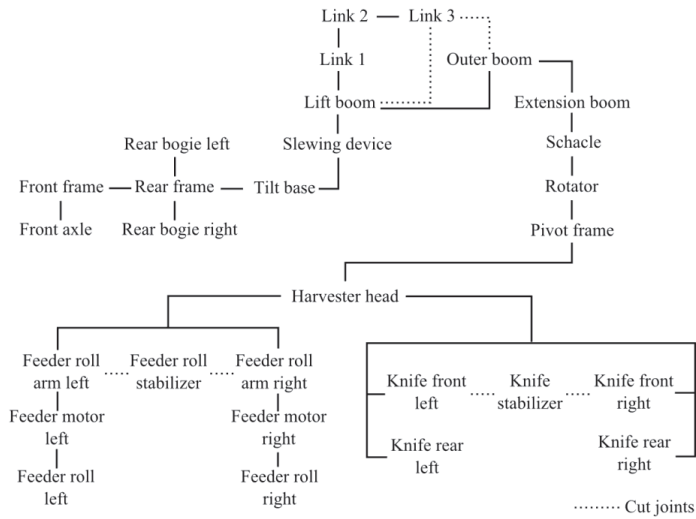 Link 2
Link 3
Link 1
Outer boom
Lift boom
Extension boom
Rear bogie left
Slewing device
Schacle
Front frame
Rear frame
Tilt base
Rotator
Front axle
Rear bogie right
Pivot frame
Harvester head
Feeder roll
arm left
Feeder roll
stabilizer
Feeder roll
arm right
Knife front
left
Knife
stabilizer
Knife front
right
Feeder motor
left
Feeder motor
right
Knife rear
left
Knife rear
right
Feeder roll
left
Feeder roll
right
Cut joints